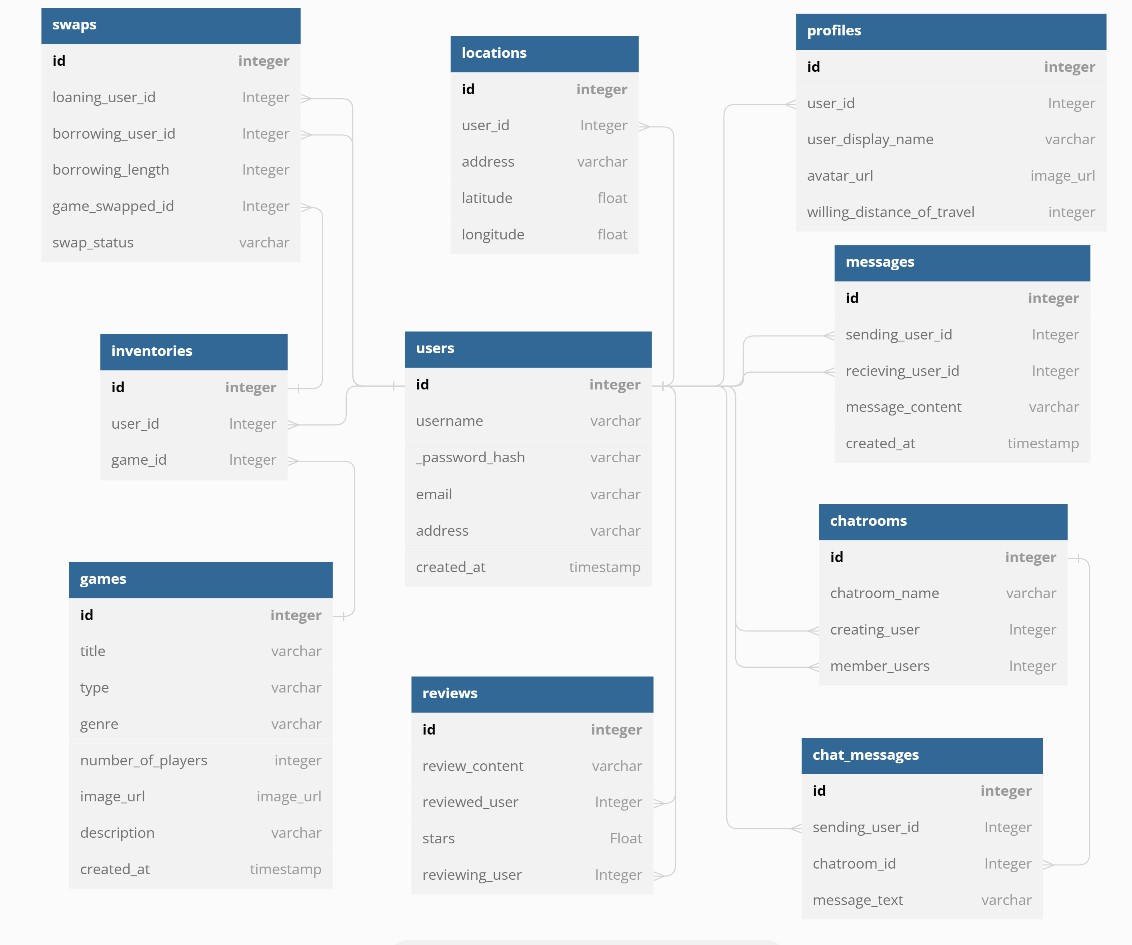 swaps
id integer
loaning_user_id Integer
borrowing_user_id Integer
borrowing_length Integer
game_swapped_id Integer
swap_status varchar
locations
id integer
user_id Integer
address varchar
latitude float
longitude float
profiles
id integer
user_id Integer
user_display_name varchar
avatar_url image_url
willing_distance_of_travel integer
messages
id integer
sending_user_id Integer
recieving_user_id Integer
message_content varchar
created_at timestamp
inventories
id integer
user_id Integer
game_id Integer
users
id integer
username varchar
_password_hash varchar
email varchar
address varchar
created_at timestamp
chatrooms
id integer
chatroom_name varchar
creating_user Integer
member_users Integer
games
id integer
title varchar
type varchar
genre varchar
number_of_players integer
image_url image_url
description varchar
created_at timestamp
reviews
id integer
review_content varchar
reviewed_user Integer
stars Float
reviewing_user Integer
chat_messages
id integer
sending_user_id Integer
chatroom_id Integer
message_text varchar